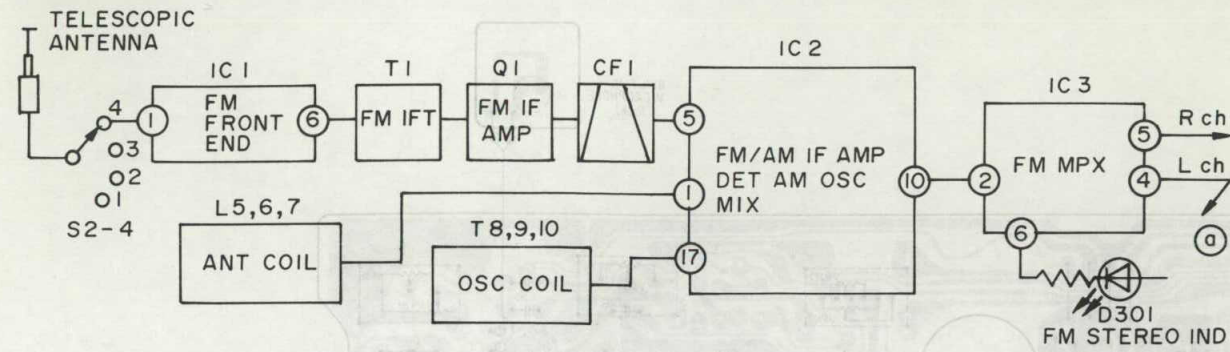 TELESCOPIC
ANTENNA
IC 1
FM
FRONT
END
1
6
4
3
2
1
S2-4
T1
FM IFT
Q1
FM IF
AMP
CF1
IC 2
5
1
17
10
FM/AM IF AMP
DET AM OSC
MIX
L5,6,7
ANT COIL
T8,9,10
OSC COIL
IC 3
2
FM MPX
5
4
6
R ch
L ch
a
D301
FM STEREO IND